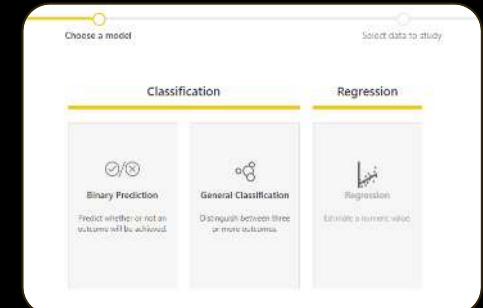 Choose a model
Select data to study
Classification
Regression
Binary Prediction
Predict whether or not an
outcome will be achieved.
General Classification
Distinguish between three
or more outcomes.
Regression
Estimate a numeric value.